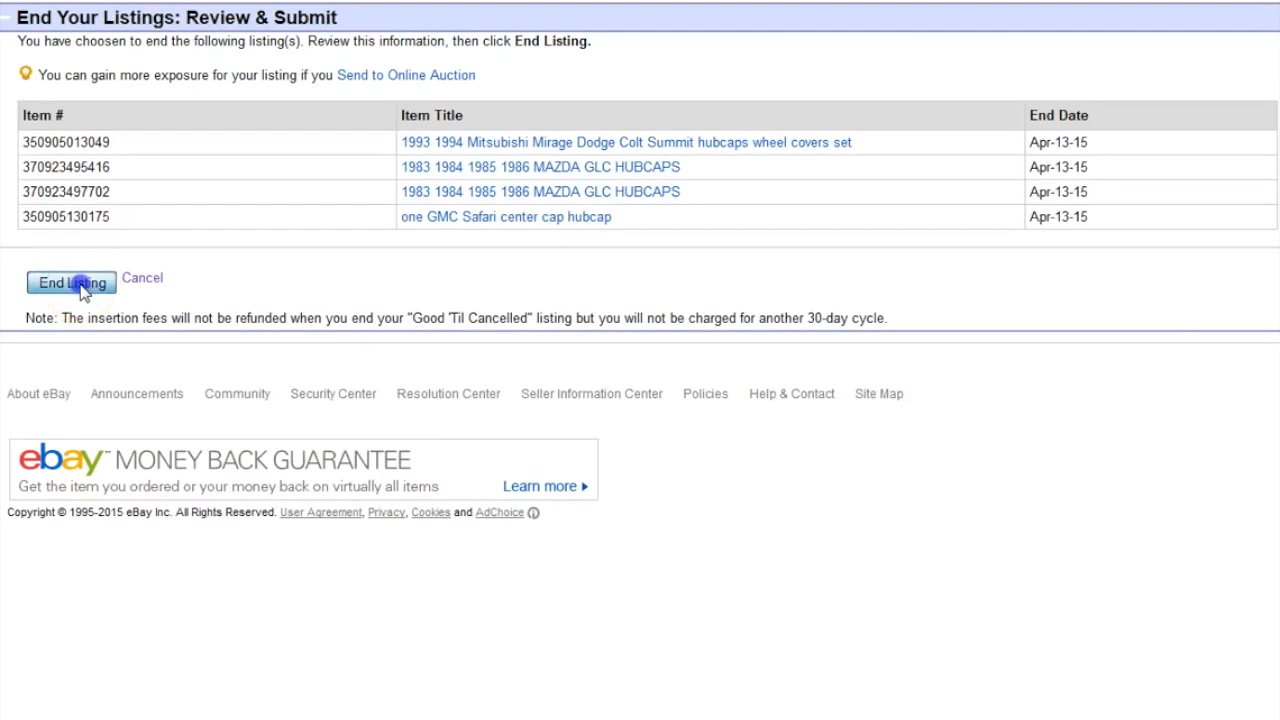 End Your Listings: Review & Submit
You have choosen to end the following listing(s). Review this information, then click End Listing.
You can gain more exposure for your listing if you Send to Online Auction
Item # Item Title End Date
350905013049 1993 1994 Mitsubishi Mirage Dodge Colt Summit hubcaps wheel covers set Apr-13-15
370923495416 1983 1984 1985 1986 MAZDA GLC HUBCAPS Apr-13-15
370923497702 1983 1984 1985 1986 MAZDA GLC HUBCAPS Apr-13-15
350905130175 one GMC Safari center cap hubcap Apr-13-15
End Listing Cancel
Note: The insertion fees will not be refunded when you end your "Good 'Til Cancelled" listing but you will not be charged for another 30-day cycle.
About eBay Announcements Community Security Center Resolution Center Seller Information Center Policies Help & Contact Site Map
ebay™ MONEY BACK GUARANTEE
Get the item you ordered or your money back on virtually all items Learn more
Copyright © 1995-2015 eBay Inc. All Rights Reserved. User Agreement, Privacy, Cookies and AdChoice